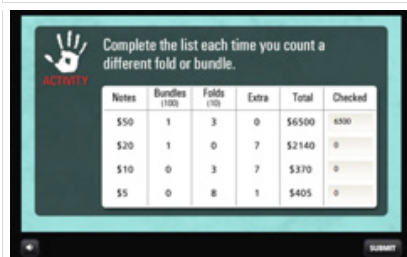 Complete the list each time you count a
different fold or bundle.
ACTIVITY
Notes Bundles (100) Folds (10) Extra Total Checked
$50 1 3 0 $6500 6500
$20 1 0 7 $2140 0
$10 0 3 7 $370 0
$5 0 8 1 $405 0
SUBMIT